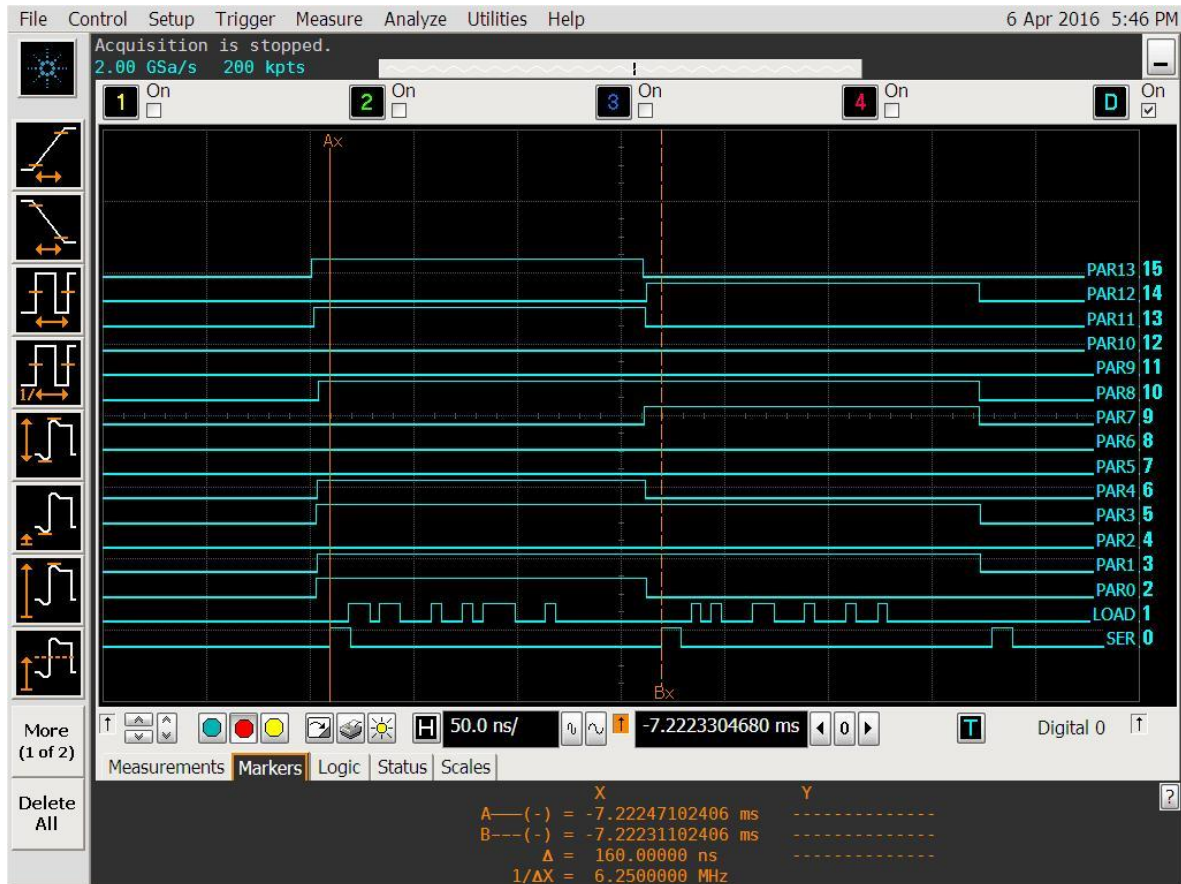 File Control Setup Trigger Measure Analyze Utilities Help 6 Apr 2016 5:46 PM
Acquisition is stopped.
2.00 GSa/s 200 kpts
1 On 2 On 3 On 4 On D On
Ax
PAR13 15
PAR12 14
PAR11 13
PAR10 12
PAR9 11
PAR8 10
1/
PAR7 9
PAR6 8
PAR5 7
PAR4 6
PAR3 5
PAR2 4
PAR1 3
PAR0 2
LOAD 1
SER 0
Bx
More
(1 of 2)
H 50.0 ns/ -7.2223304680 ms 0 T Digital 0
Measurements Markers Logic Status Scales
Delete
All
X Y
?
A———(-) = -7.22247102406 ms --------------
B---(-) = -7.22231102406 ms --------------
Δ = 160.00000 ns --------------
1/ΔX = 6.2500000 MHz